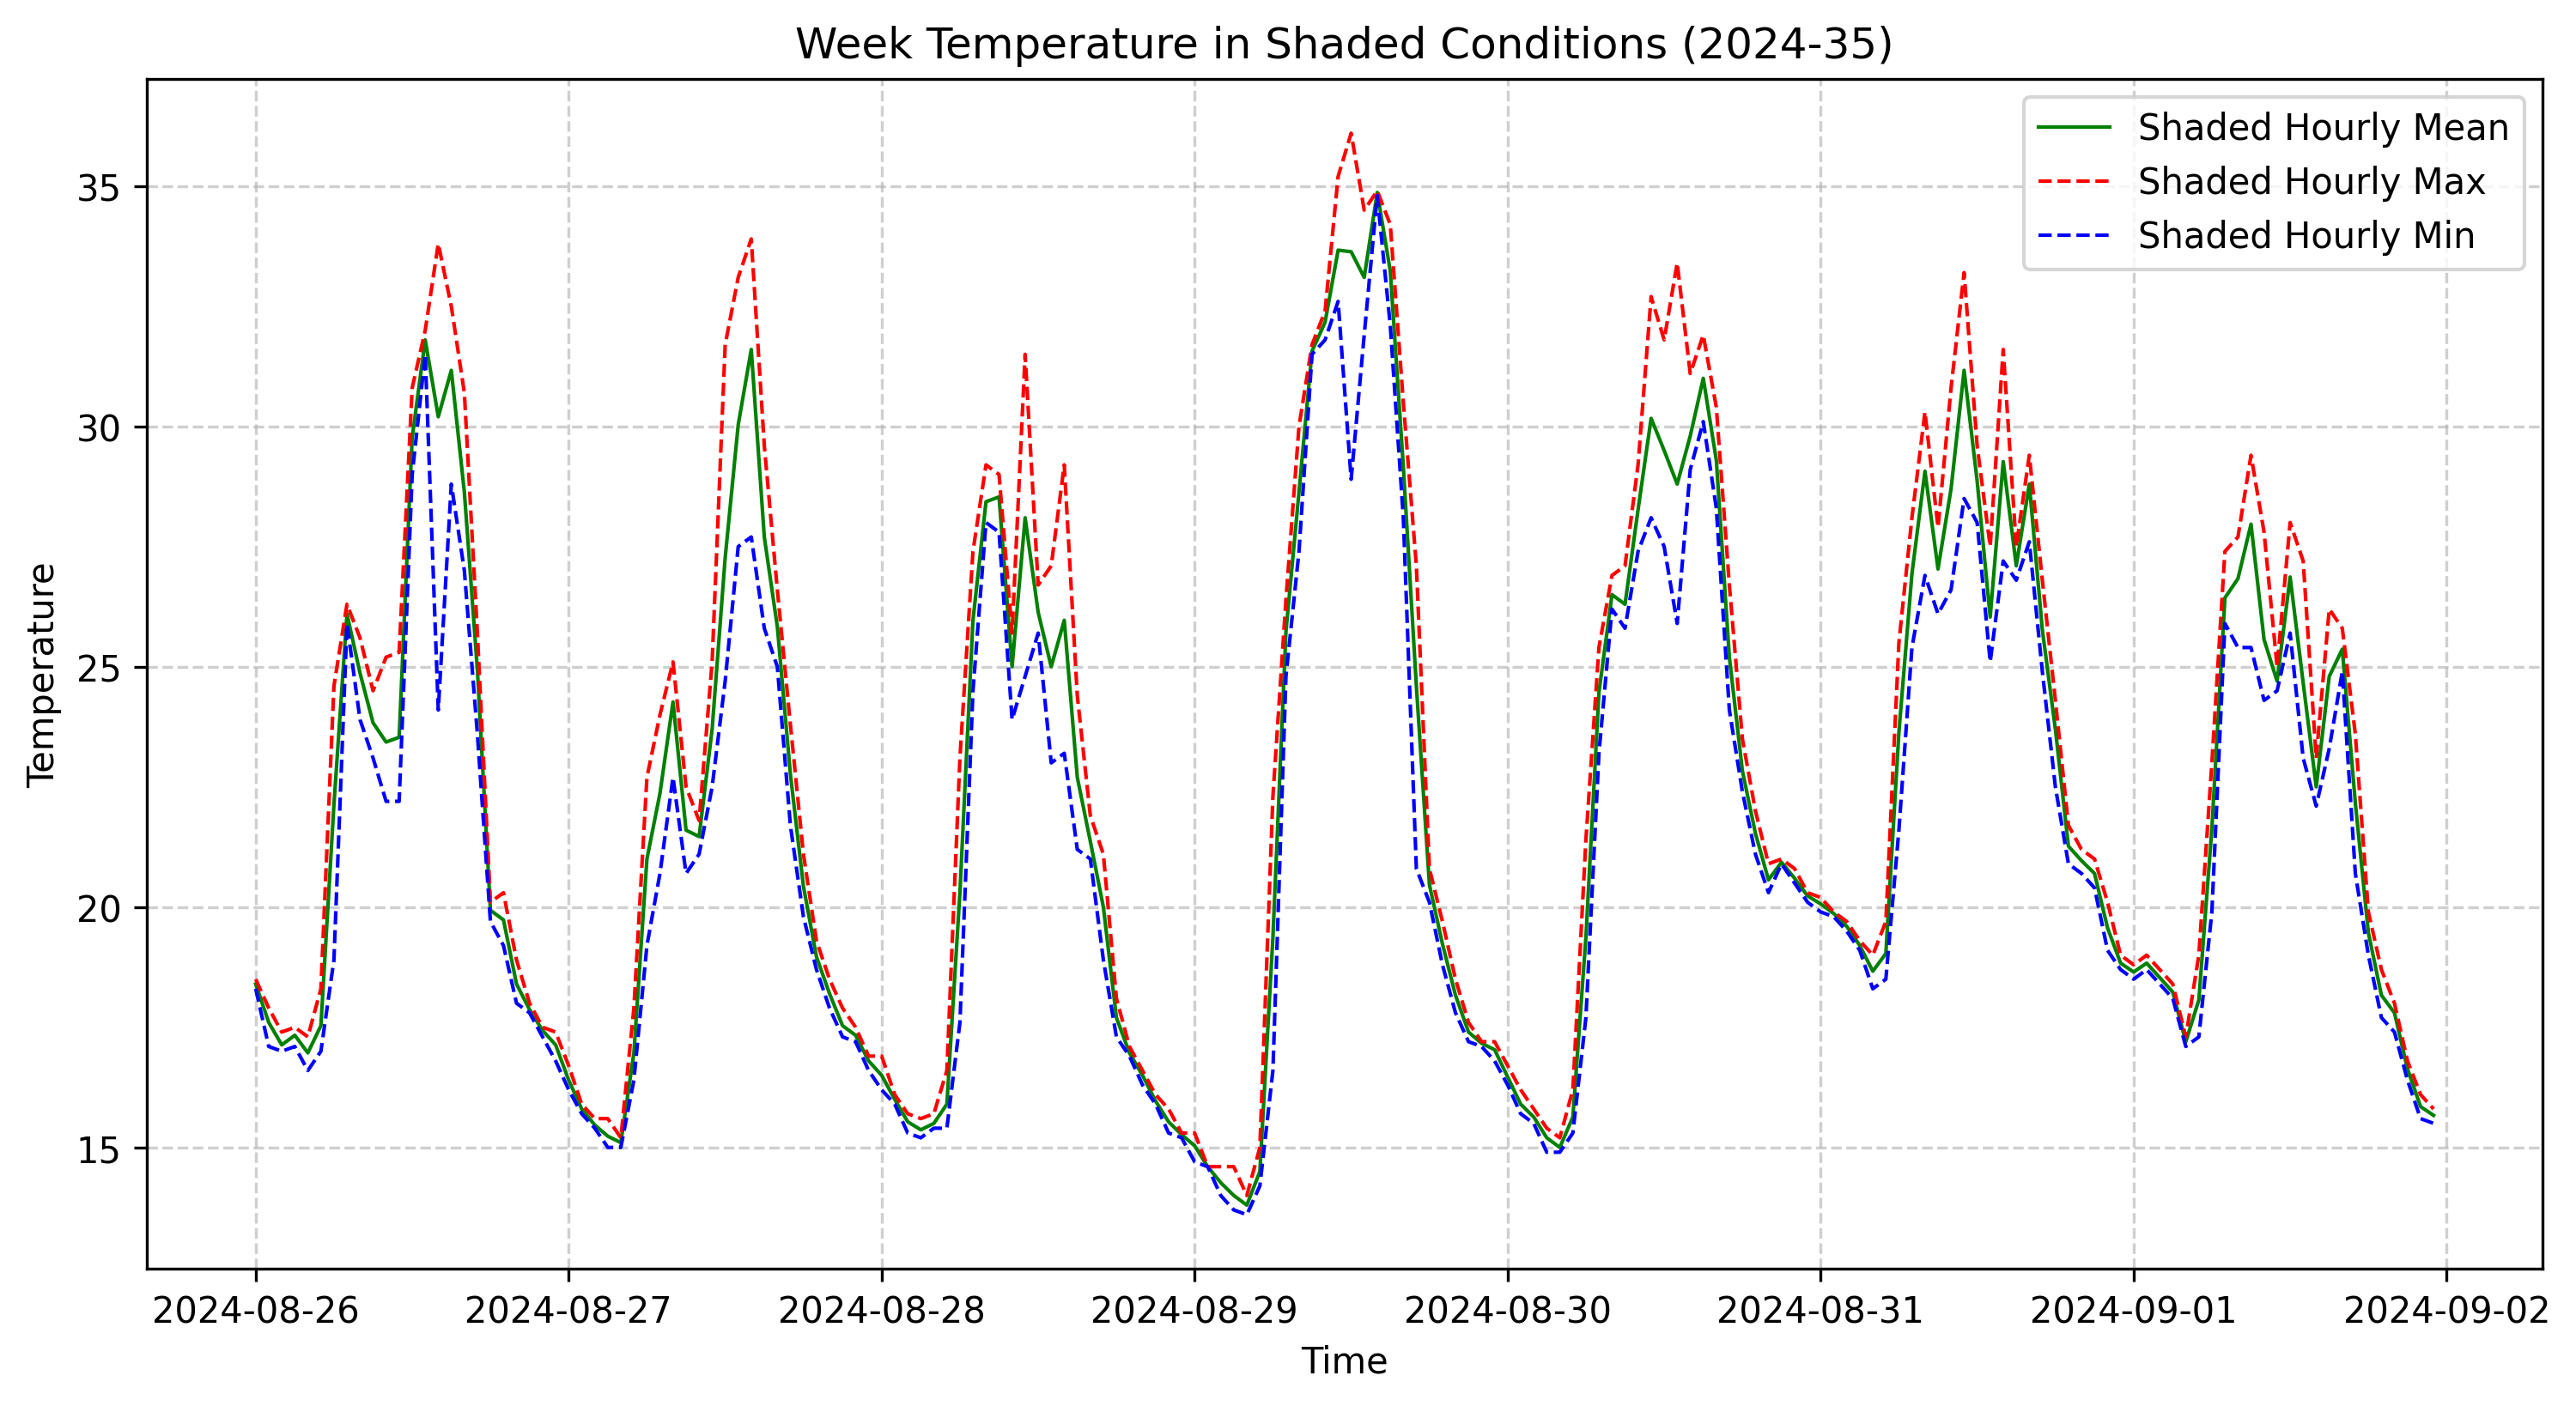 Week Temperature in Shaded Conditions (2024-35)
Shaded Hourly Mean
Shaded Hourly Max
Shaded Hourly Min
Temperature
35
30
25
20
15
2024-08-26 2024-08-27 2024-08-28 2024-08-29 2024-08-30 2024-08-31 2024-09-01 2024-09-02
Time